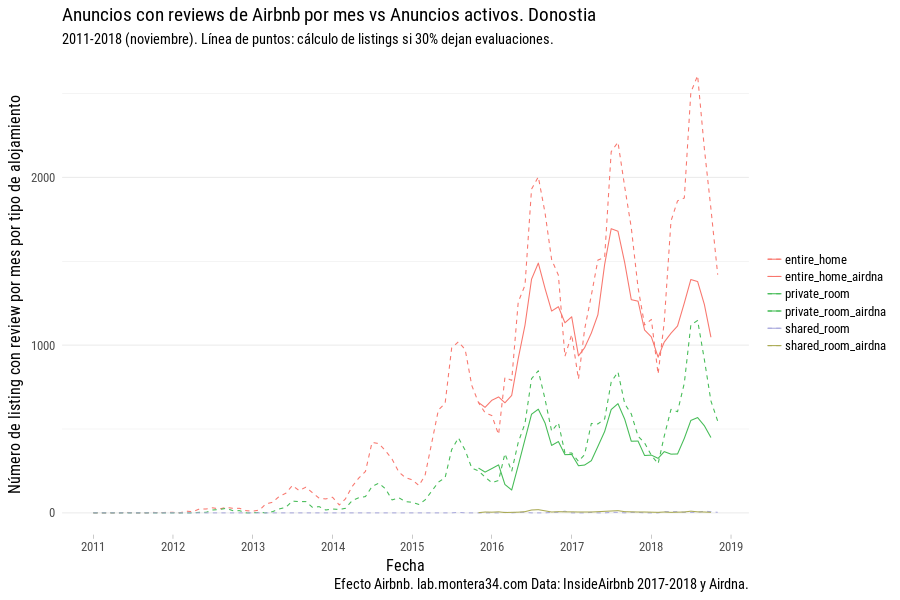 Anuncios con reviews de Airbnb por mes vs Anuncios activos. Donostia
2011-2018 (noviembre). Línea de puntos: cálculo de listings si 30% dejan evaluaciones.
Número de listing con review por mes por tipo de alojamiento
2000
1000
0
2011 2012 2013 2014 2015 2016 2017 2018 2019
Fecha
entire_home
entire_home_airdna
private_room
private_room_airdna
shared_room
shared_room_airdna
Efecto Airbnb. lab.montera34.com Data: InsideAirbnb 2017-2018 y Airdna.